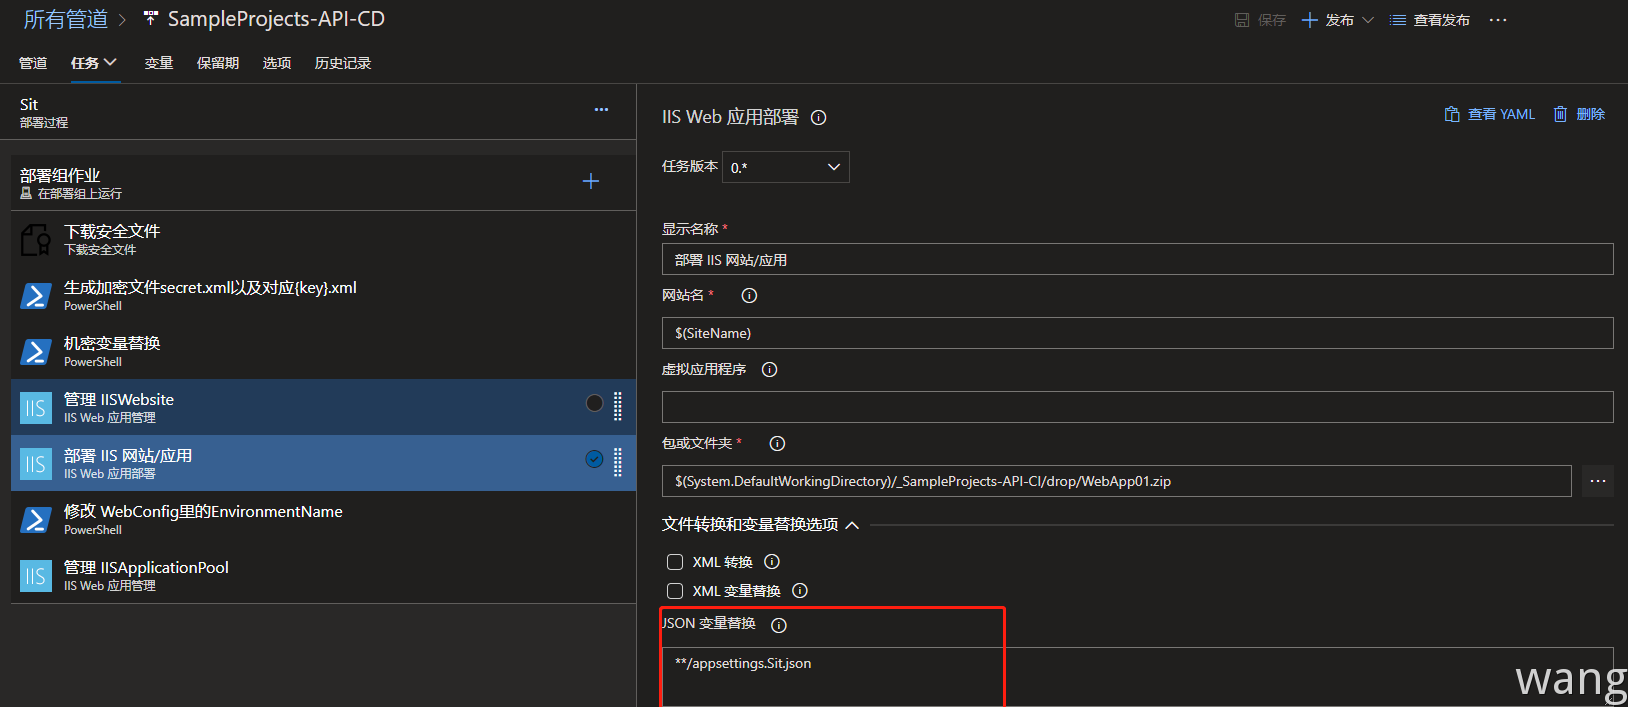 所有管道 > SampleProjects-API-CD
保存 + 发布 查看发布 ...
管道 任务 变量 保留期 选项 历史记录
Sit
部署过程
...
部署组作业
在部署组上运行
下载安全文件
下载安全文件
生成加密文件secret.xml以及对应{key}.xml
PowerShell
机密变量替换
PowerShell
管理 IISWebsite
IIS Web 应用管理
IIS
部署 IIS 网站/应用
IIS Web 应用部署
IIS
修改 WebConfig里的EnvironmentName
PowerShell
管理 IISApplicationPool
IIS Web 应用管理
IIS
IIS Web 应用部署
查看 YAML 删除
任务版本 0.*
显示名称 *
部署 IIS 网站/应用
网站名 *
$(SiteName)
虚拟应用程序
包或文件夹 *
$(System.DefaultWorkingDirectory)/_SampleProjects-API-CI/drop/WebApp01.zip
...
文件转换和变量替换选项
XML 转换
XML 变量替换
JSON 变量替换
**/appsettings.Sit.json
wang